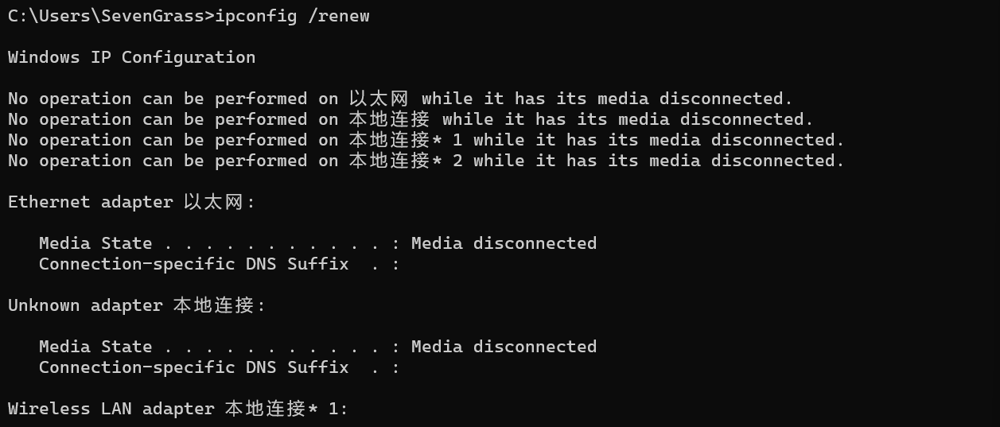 C:\Users\SevenGrass>ipconfig /renew
Windows IP Configuration
No operation can be performed on 以太网 while it has its media disconnected.
No operation can be performed on 本地连接 while it has its media disconnected.
No operation can be performed on 本地连接* 1 while it has its media disconnected.
No operation can be performed on 本地连接* 2 while it has its media disconnected.
Ethernet adapter 以太网:
Media State . . . . . . . . . . . : Media disconnected
Connection-specific DNS Suffix  . :
Unknown adapter 本地连接:
Media State . . . . . . . . . . . : Media disconnected
Connection-specific DNS Suffix  . :
Wireless LAN adapter 本地连接* 1: